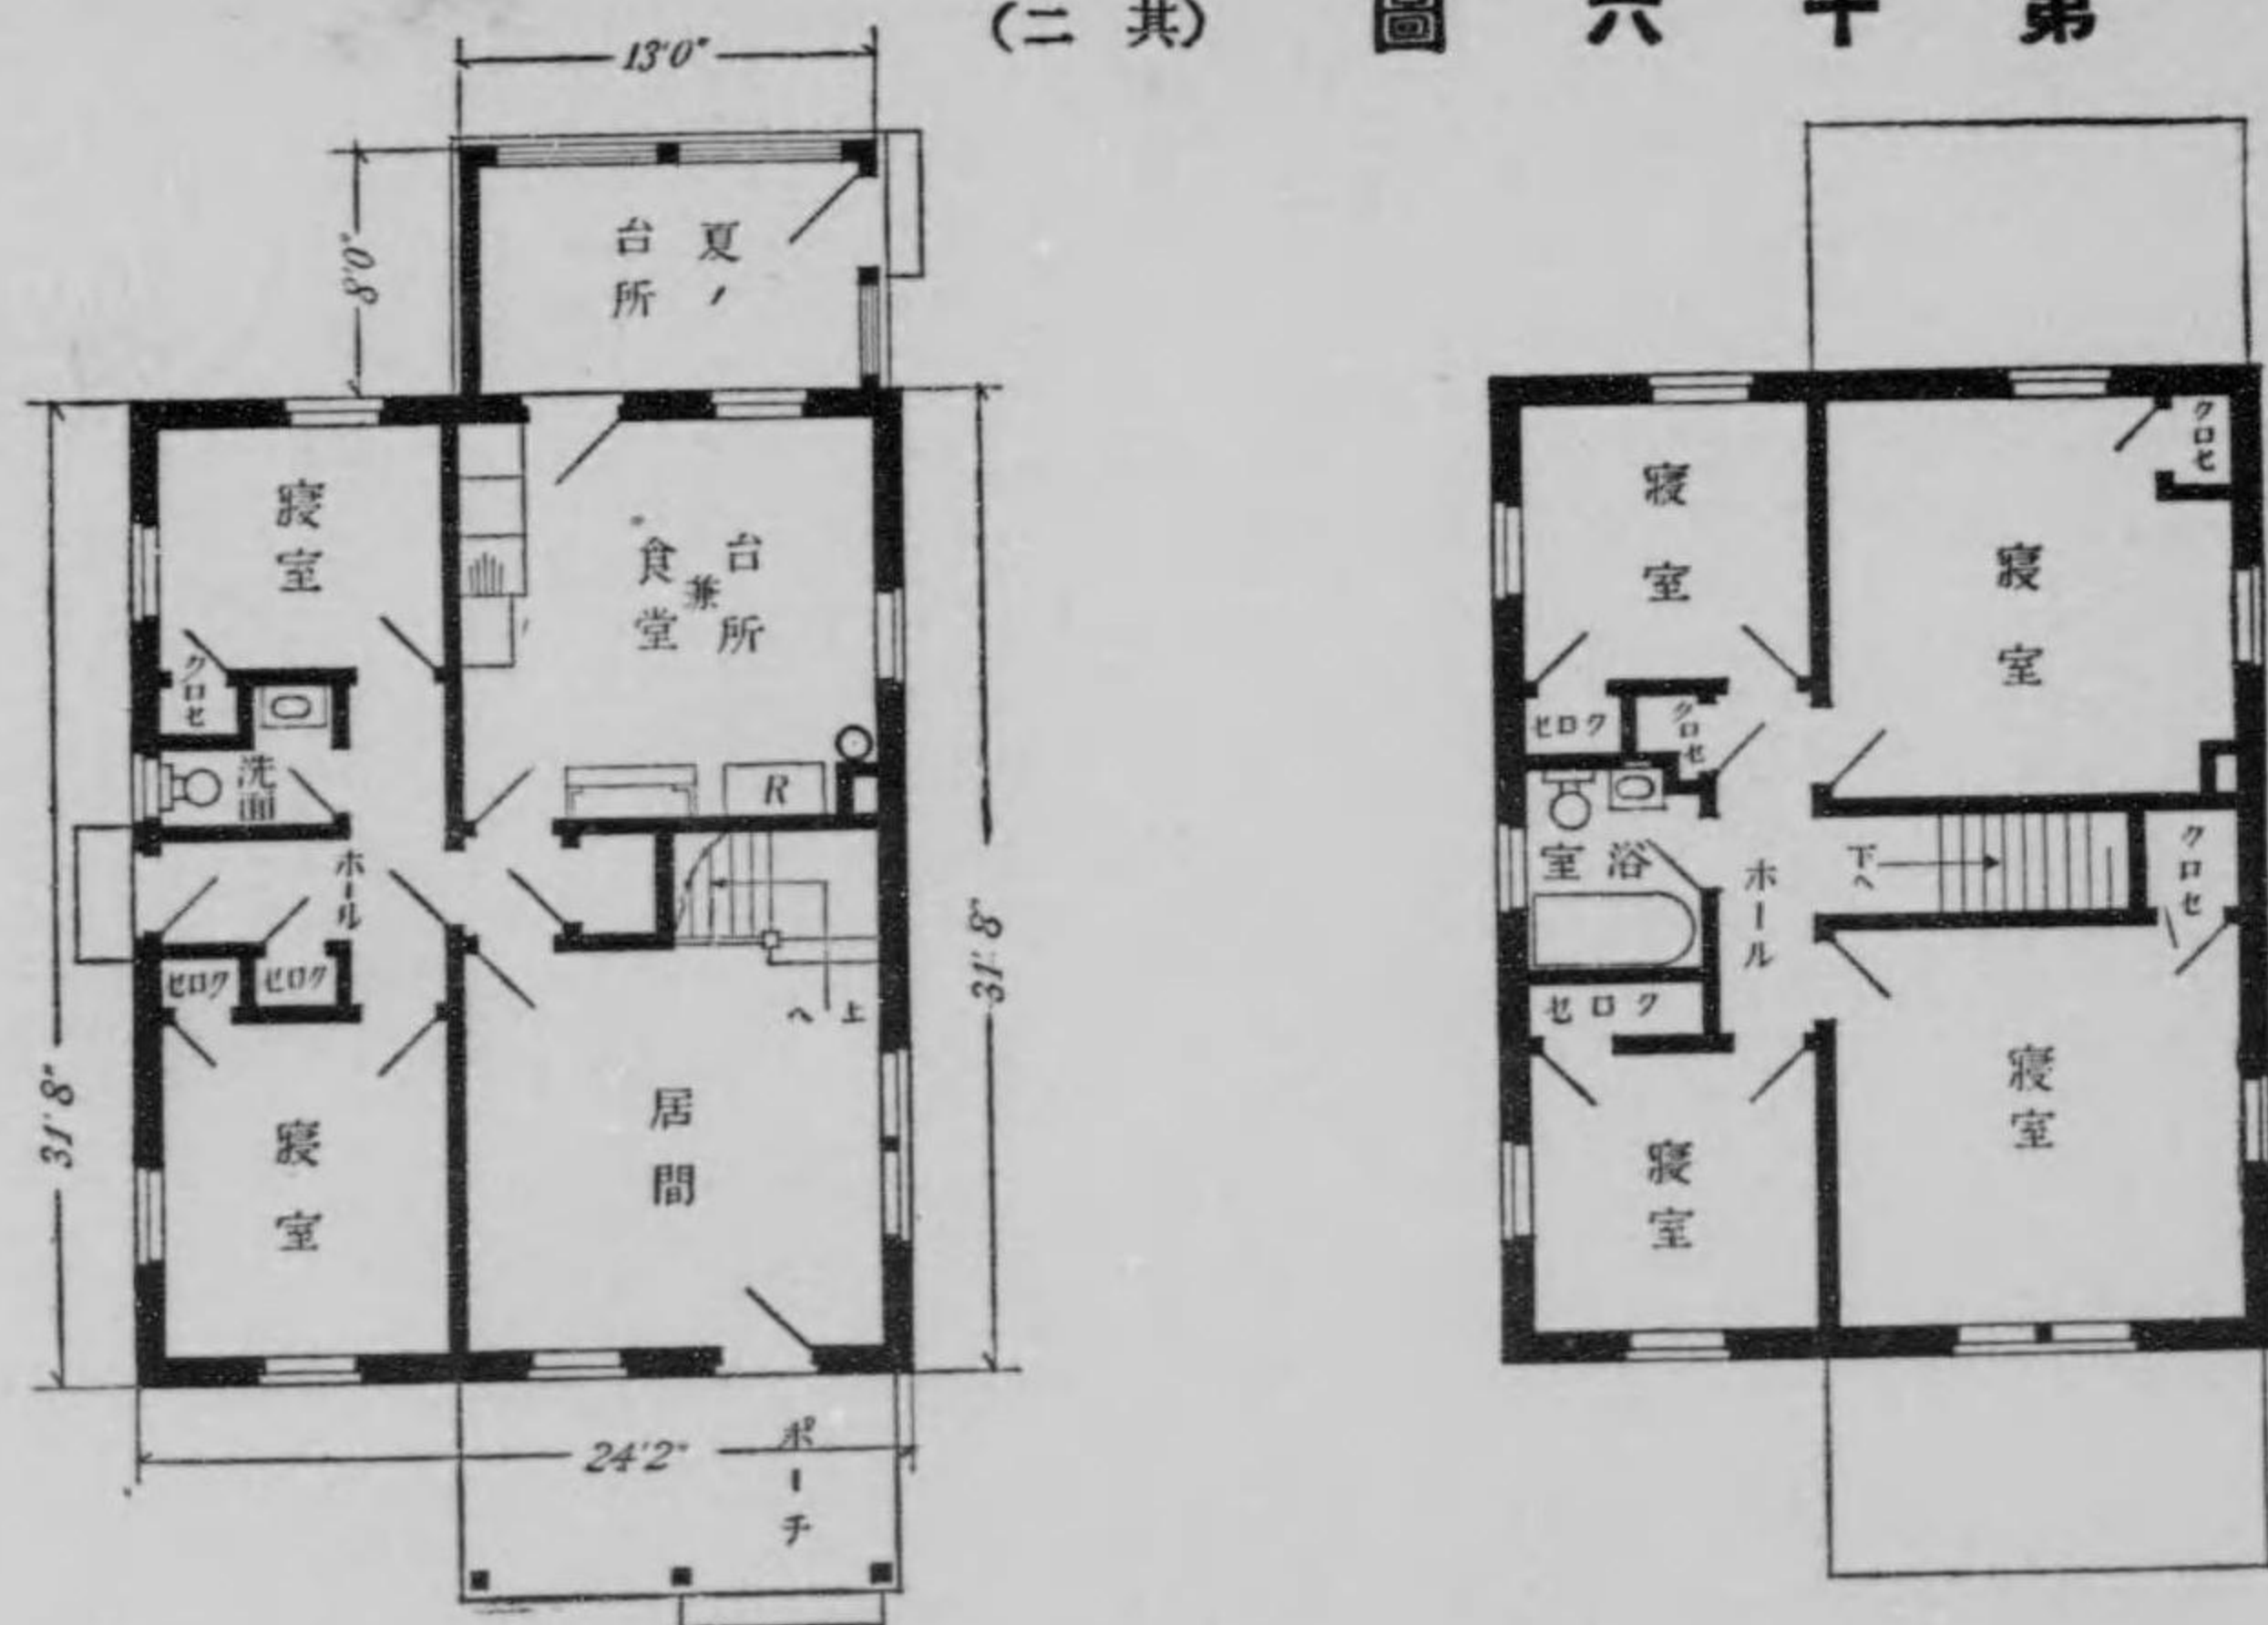 第十六圖
(其二)
13'0"
8'0"
夏ノ
台所
寢室
台所
兼
食堂
クロセ
洗面
R
ホール
クロセ
クロセ
上へ
31'8"
31'8"
寢室
居間
24'2"
ポーチ
寢室
寢室
クロセ
クロセ
クロセ
浴室
ホール
下へ
クロセ
クロセ
寢室
寢室